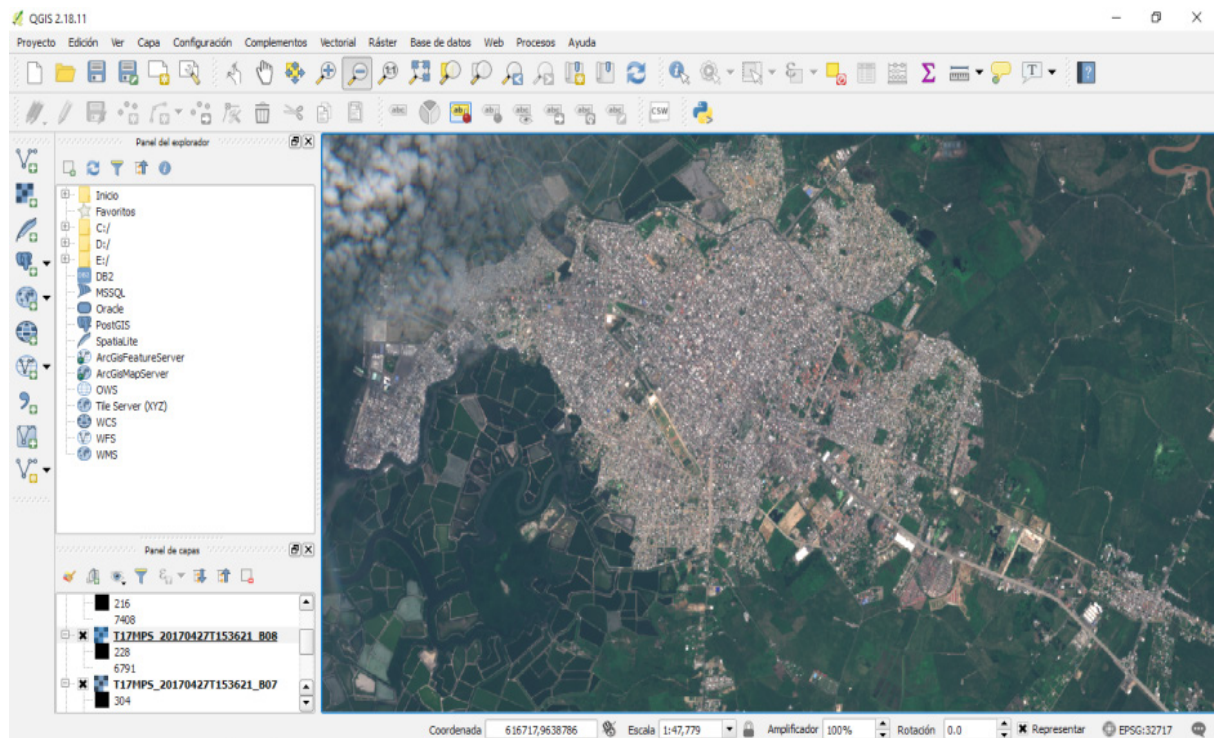 QGIS 2.18.11
Proyecto Edición Ver Capa Configuración Complementos Vectorial Ráster Base de datos Web Procesos Ayuda
CSW
Panel del explorador
Inicio
Favoritos
C:/
D:/
E:/
DB2
MSSQL
Oracle
PostGIS
SpatiaLite
ArcGisFeatureServer
ArcGisMapServer
OWS
Tile Server (XYZ)
WCS
WFS
WMS
Panel de capas
216
7408
T17MPS_20170427T153621_B08
228
6791
T17MPS_20170427T153621_B07
304
Coordenada 616717,9638786 Escala 1:47,779 Amplificador 100% Rotación 0.0 Representar EPSG:32717